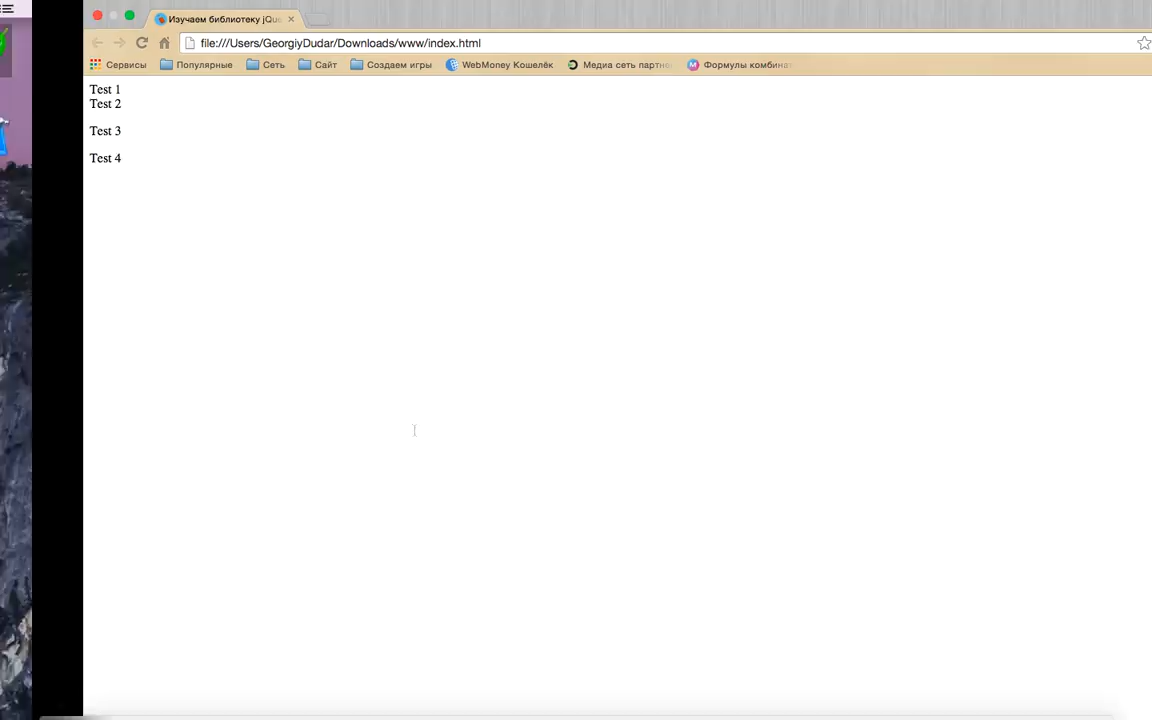 Изучаем библиотеку jQu
file:///Users/GeorgiyDudar/Downloads/www/index.html
Сервисы Популярные Сеть Сайт Создаем игры WebMoney Кошелёк Медиа сеть партн Формулы комбинат
Test 1
Test 2
Test 3
Test 4